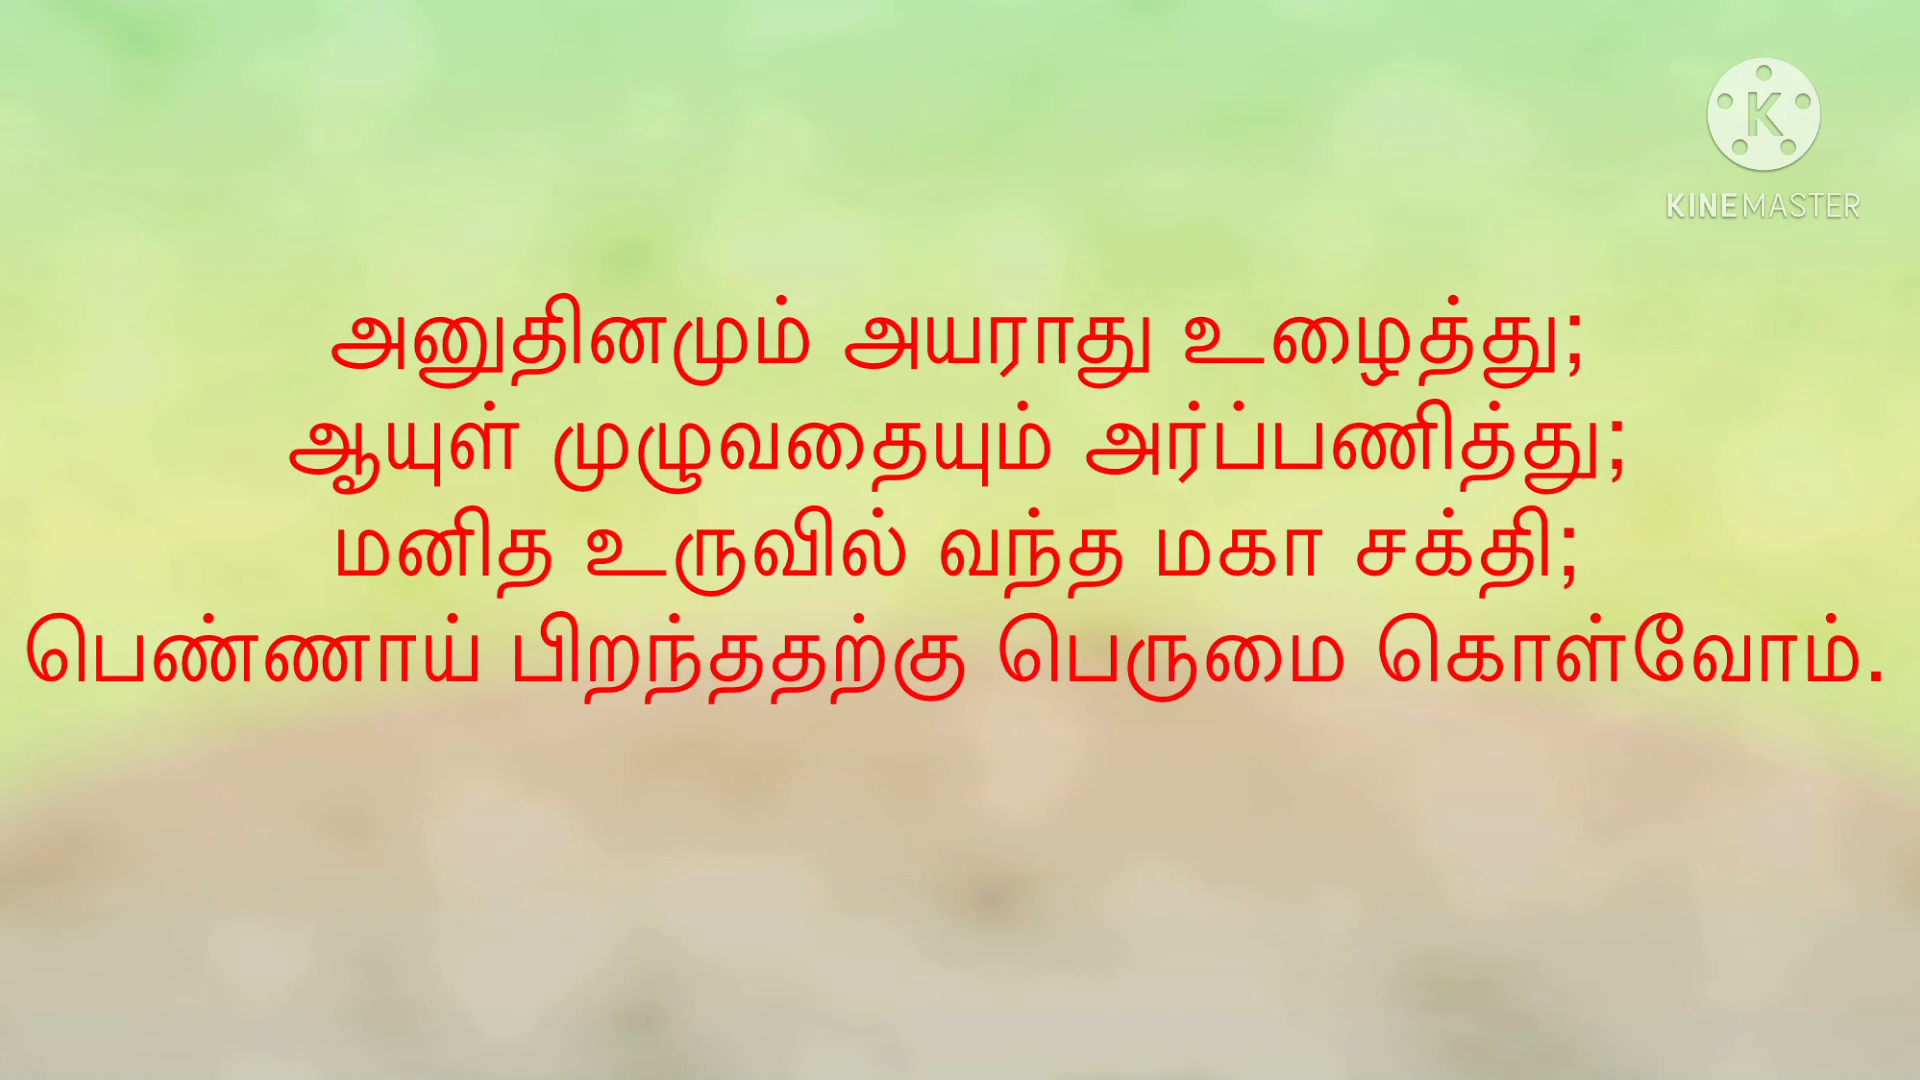 KINEMASTER
அனுதினமும் அயராது உழைத்து;
ஆயுள் முழுவதையும் அர்ப்பணித்து;
மனித உருவில் வந்த மகா சக்தி;
பெண்ணாய் பிறந்ததற்கு பெருமை கொள்வோம்.